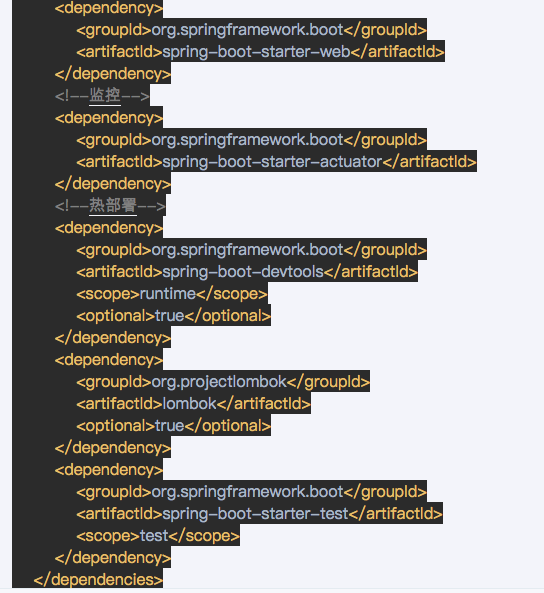 <dependency>
<groupId>org.springframework.boot</groupId>
<artifactId>spring-boot-starter-web</artifactId>
</dependency>
<!--监控-->
<dependency>
<groupId>org.springframework.boot</groupId>
<artifactId>spring-boot-starter-actuator</artifactId>
</dependency>
<!--热部署-->
<dependency>
<groupId>org.springframework.boot</groupId>
<artifactId>spring-boot-devtools</artifactId>
<scope>runtime</scope>
<optional>true</optional>
</dependency>
<dependency>
<groupId>org.projectlombok</groupId>
<artifactId>lombok</artifactId>
<optional>true</optional>
</dependency>
<dependency>
<groupId>org.springframework.boot</groupId>
<artifactId>spring-boot-starter-test</artifactId>
<scope>test</scope>
</dependency>
</dependencies>